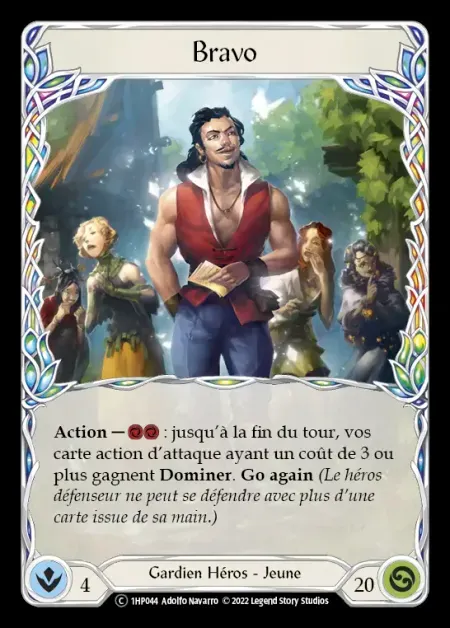 Bravo
Action — : jusqu'à la fin du tour, vos
carte action d'attaque ayant un coût de 3 ou
plus gagnent Dominer. Go again (Le héros
défenseur ne peut se défendre avec plus d'une
carte issue de sa main.)
4
Gardien Héros - Jeune
20
C 1HP044 Adolfo Navarro © 2022 Legend Story Studios